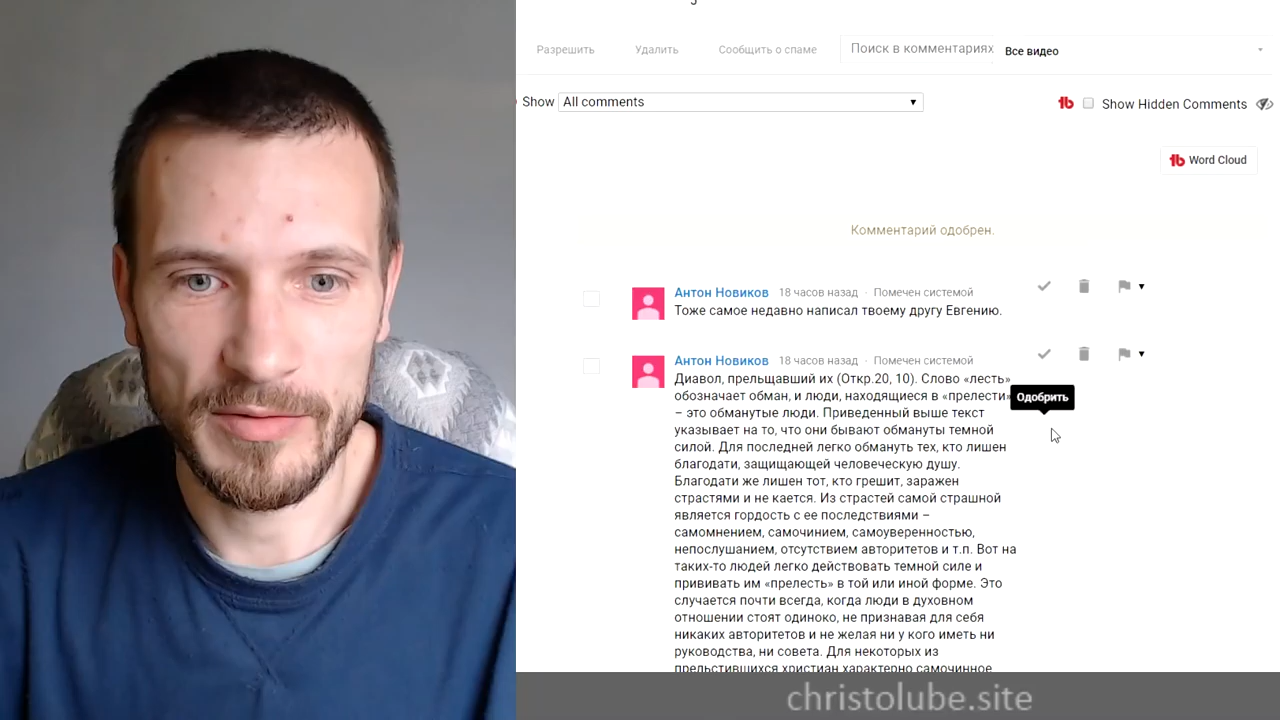 Разрешить Удалить Сообщить о спаме Поиск в комментариях Все видео
Show All comments Show Hidden Comments
Word Cloud
Комментарий одобрен.
Антон Новиков 18 часов назад · Помечен системой
Тоже самое недавно написал твоему другу Евгению.
Антон Новиков 18 часов назад · Помечен системой
Диавол, прельщавший их (Откр.20, 10). Слово «лесть»
обозначает обман, и люди, находящиеся в «прелести»
Одобрить
– это обманутые люди. Приведенный выше текст
указывает на то, что они бывают обмануты темной
силой. Для последней легко обмануть тех, кто лишен
благодати, защищающей человеческую душу.
Благодати же лишен тот, кто грешит, заражен
страстями и не кается. Из страстей самой страшной
является гордость с ее последствиями –
самомнением, самочинием, самоуверенностью,
непослушанием, отсутствием авторитетов и т.п. Вот на
таких-то людей легко действовать темной силе и
прививать им «прелесть» в той или иной форме. Это
случается почти всегда, когда люди в духовном
отношении стоят одиноко, не признавая для себя
никаких авторитетов и не желая ни у кого иметь ни
руководства, ни совета. Для некоторых из
прельстившихся христиан характерно самочинное
christolube.site